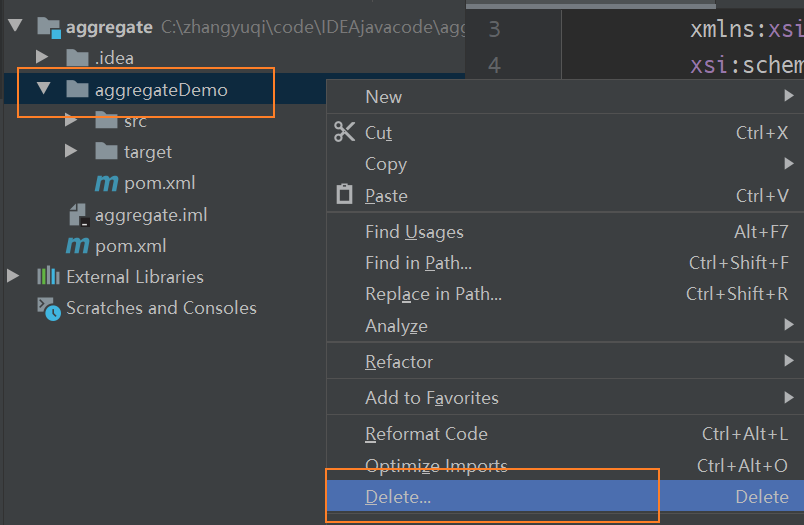 aggregate C:\zhangyuqi\code\IDEAjavacode\agg
.idea
aggregateDemo
src
target
pom.xml
aggregate.iml
pom.xml
External Libraries
Scratches and Consoles
3 xmlns:xsi
4 xsi:schem
New
Cut Ctrl+X
Copy
Paste Ctrl+V
Find Usages Alt+F7
Find in Path... Ctrl+Shift+F
Replace in Path... Ctrl+Shift+R
Analyze
Refactor
Add to Favorites
Reformat Code Ctrl+Alt+L
Optimize Imports Ctrl+Alt+O
Delete... Delete